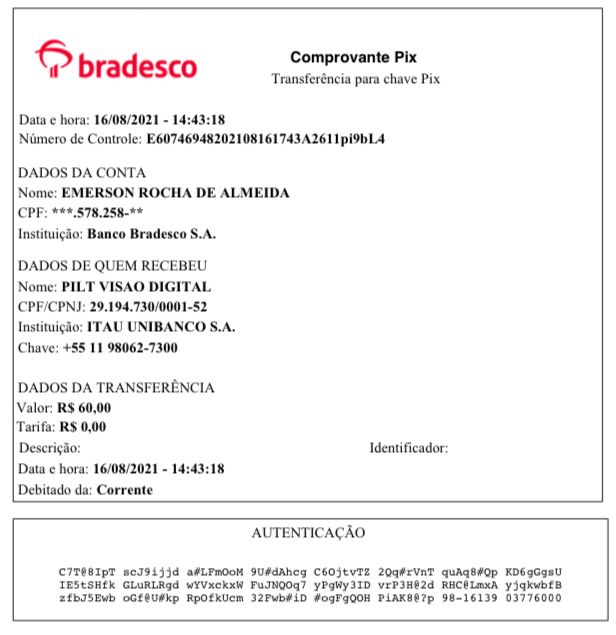 bradesco
Comprovante Pix
Transferência para chave Pix
Data e hora: 16/08/2021 - 14:43:18
Número de Controle: E60746948202108161743A2611pi9bL4
DADOS DA CONTA
Nome: EMERSON ROCHA DE ALMEIDA
CPF: ***.578.258-**
Instituição: Banco Bradesco S.A.
DADOS DE QUEM RECEBEU
Nome: PILT VISAO DIGITAL
CPF/CPNJ: 29.194.730/0001-52
Instituição: ITAU UNIBANCO S.A.
Chave: +55 11 98062-7300
DADOS DA TRANSFERÊNCIA
Valor: R$ 60,00
Tarifa: R$ 0,00
Descrição: Identificador:
Data e hora: 16/08/2021 - 14:43:18
Debitado da: Corrente
AUTENTICAÇÃO
C7T@8IpT scJ9ijjd a#LFmOoM 9U#dAhcg C6OjtvTZ 2Qq#rVnT quAq8#Qp KD6gGgsU
IE5tSHfk GLuRLRgd wYVxckxW FuJNQOq7 yPgWy3ID vrP3H@2d RHC@LmxA yjqkwbfB
zfbJ5Ewb oGf@U#kp RpOfkUcm 32Fwb#iD #ogFgQOH PiAK8@?p 98-16139 03776000